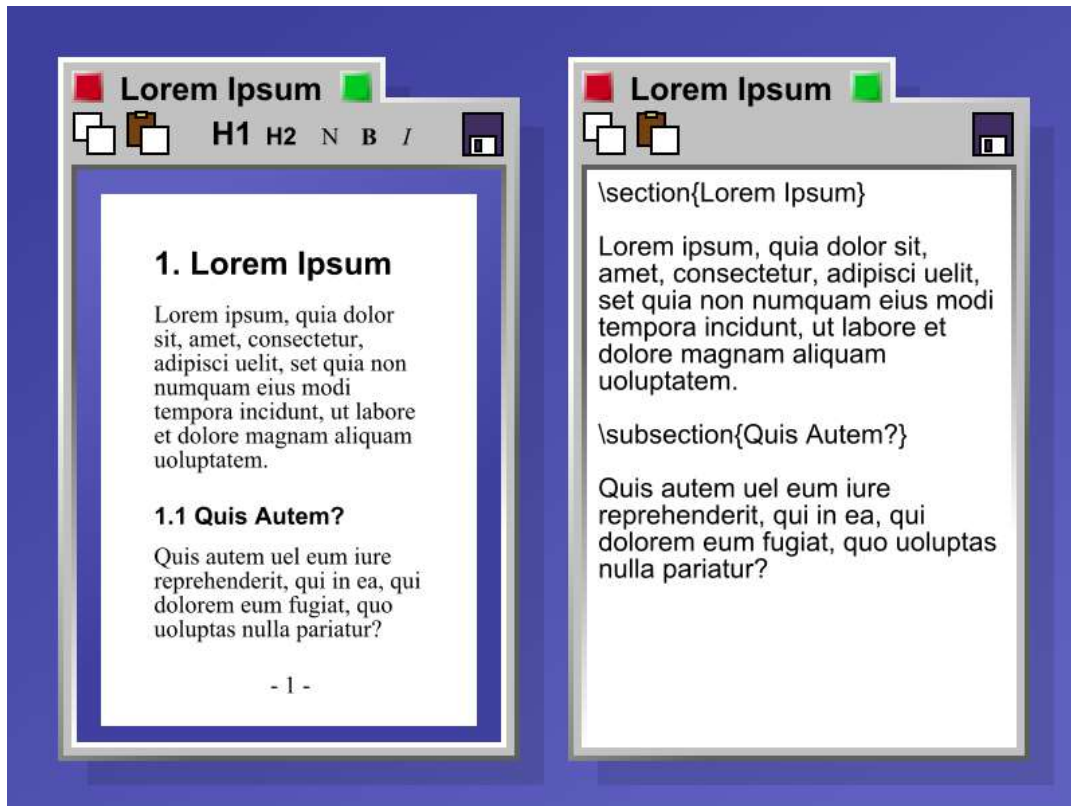 Lorem Ipsum
H1 H2 N B I
1. Lorem Ipsum
Lorem ipsum, quia dolor
sit, amet, consectetur,
adipisci uelit, set quia non
numquam eius modi
tempora incidunt, ut labore
et dolore magnam aliquam
uoluptatem.
1.1 Quis Autem?
Quis autem uel eum iure
reprehenderit, qui in ea, qui
dolorem eum fugiat, quo
uoluptas nulla pariatur?
- 1 -
Lorem Ipsum
\section{Lorem Ipsum}
Lorem ipsum, quia dolor sit,
amet, consectetur, adipisci uelit,
set quia non numquam eius modi
tempora incidunt, ut labore et
dolore magnam aliquam
uoluptatem.
\subsection{Quis Autem?}
Quis autem uel eum iure
reprehenderit, qui in ea, qui
dolorem eum fugiat, quo uoluptas
nulla pariatur?